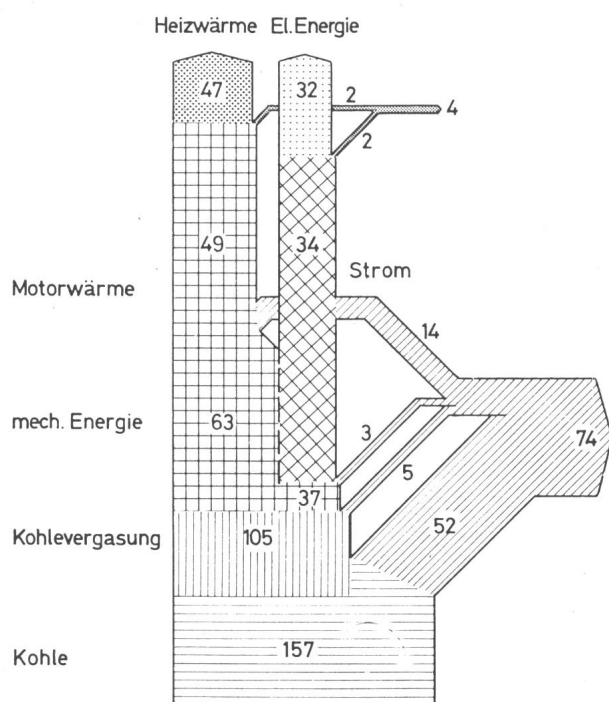 Heizwärme El. Energie
47 32 2 4
2
49 34 Strom
Motorwärme
14
mech. Energie 63 3 74
5
37
Kohlevergasung 105 52
157
Kohle